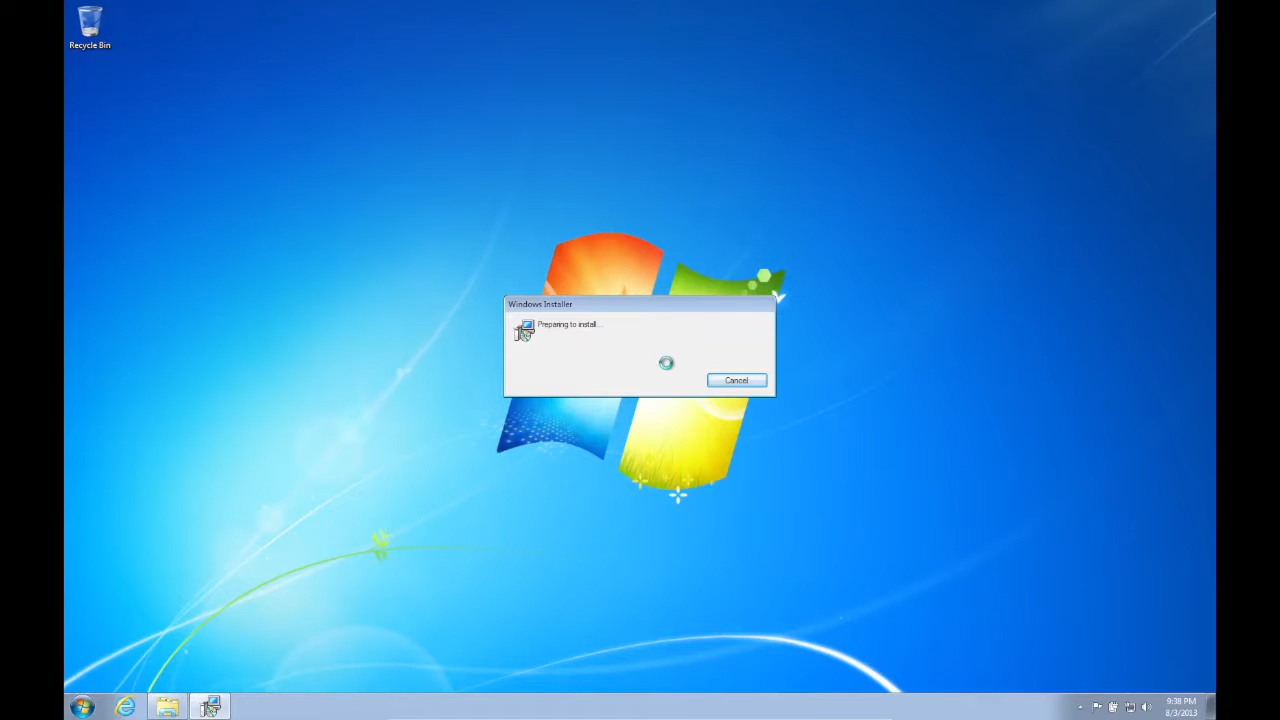 Recycle Bin
Windows Installer
Preparing to install...
Cancel
9:38 PM
8/3/2013